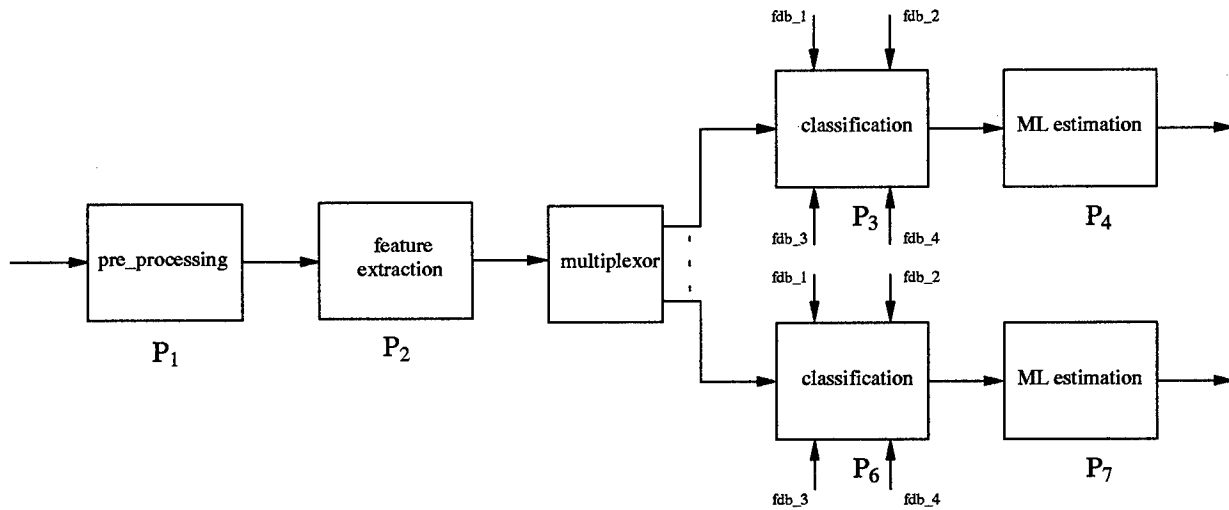 fdb_1 fdb_2
classification
ML estimation
fdb_3 P3 fdb_4
P4
pre_processing
P1
feature
extraction
P2
multiplexor
fdb_1 fdb_2
classification
ML estimation
fdb_3 P6 fdb_4
P7